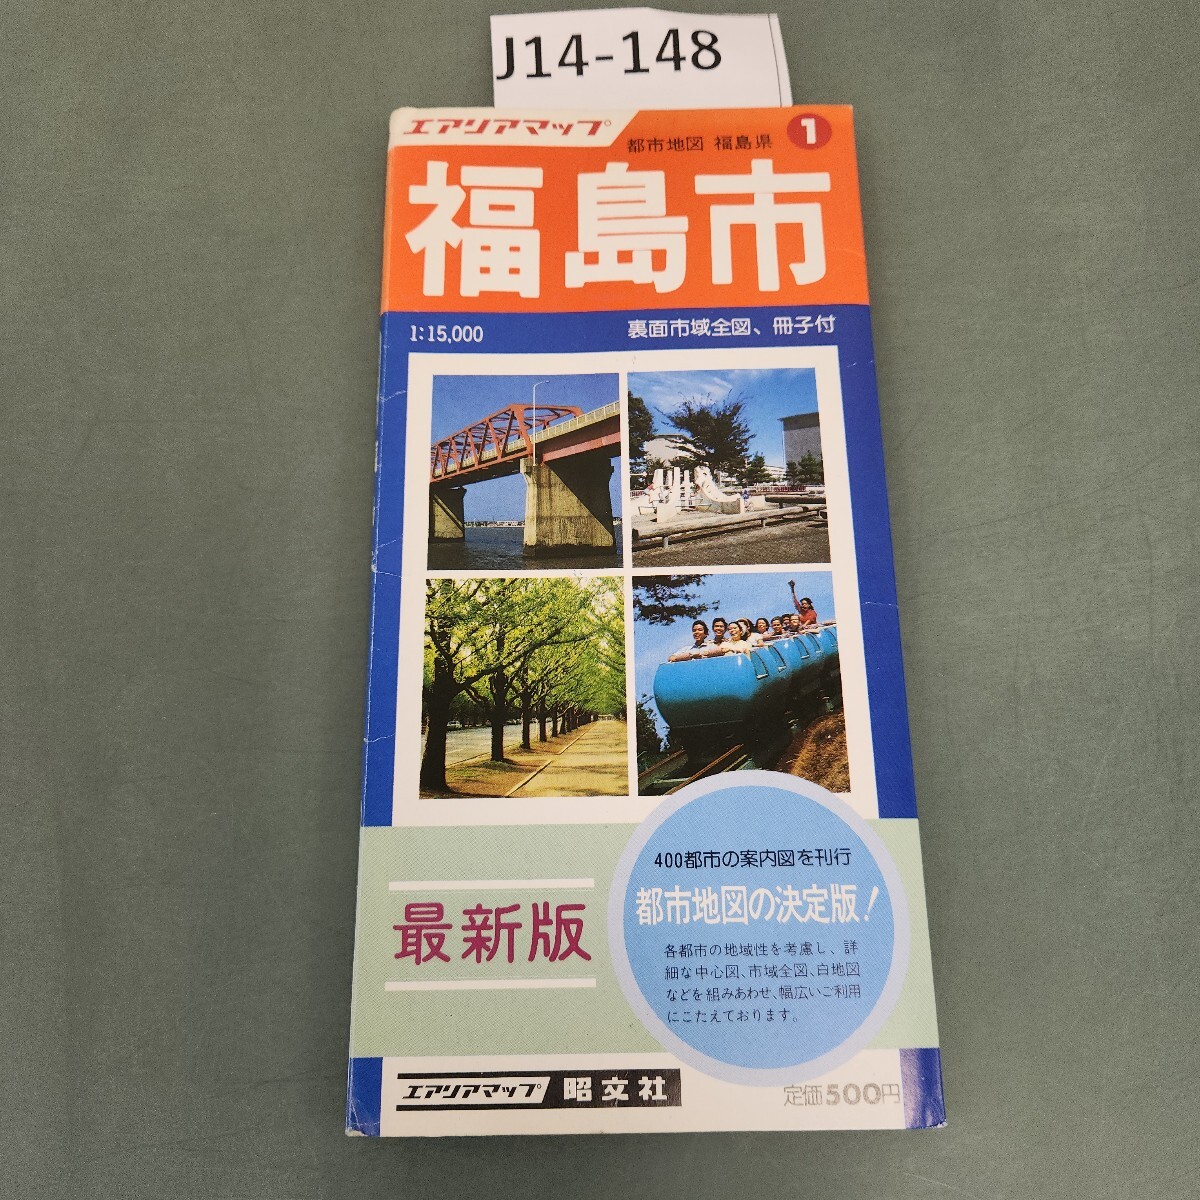 J14-148
エアリアマップ
都市地図 福島県 1
福島市
1:15,000 裏面市域全図、冊子付
400都市の案内図を刊行
都市地図の決定版!
各都市の地域性を考慮し、詳
細な中心図、市域全図、白地図
などを組みあわせ、幅広いご利用
にこたえております。
最新版
エアリアマップ 昭文社
定価500円